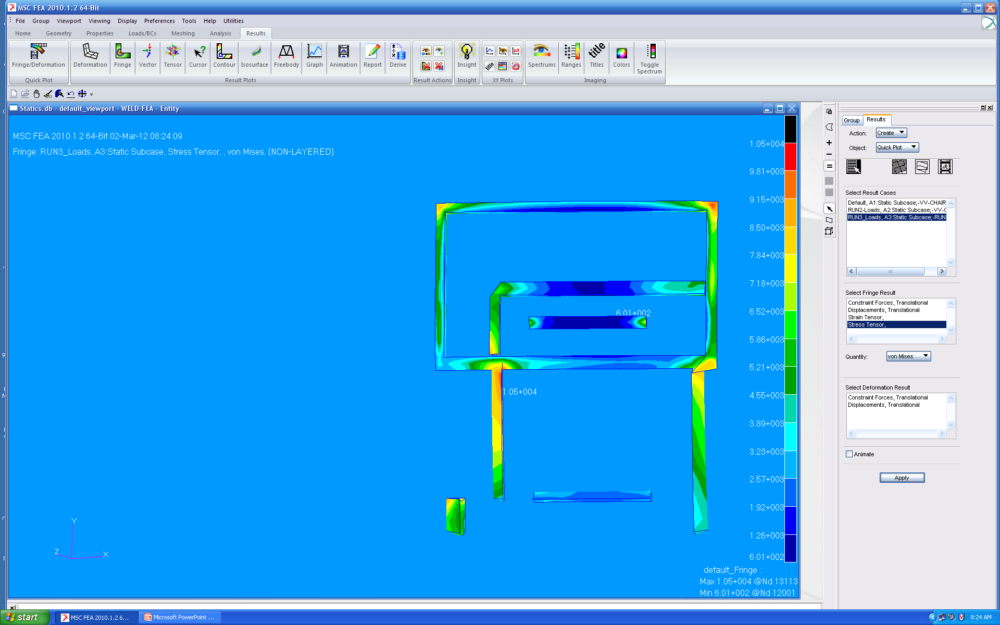 MSC FEA 2010.1.2 64-Bit
File Group Viewport Viewing Display Preferences Tools Help Utilities
Home Geometry Properties Loads/BCs Meshing Analysis Results
Fringe/Deformation Deformation Fringe Vector Tensor Cursor Contour Isosurface Freebody Graph Animation Report Derive Insight Spectrums Ranges Titles Colors Toggle Spectrum
Quick Plot Result Plots Result Actions Insight XY Plots Imaging
Statics.db - default_viewport - WELD-FEA - Entity
MSC FEA 2010.1.2 64-Bit 02-Mar-12 08:24:09
Fringe: RUN3_Loads, A3:Static Subcase, Stress Tensor, , von Mises, (NON-LAYERED)
1.05+004
9.81+003
9.15+003
8.50+003
7.84+003
7.18+003
6.52+003
5.86+003
5.21+003
4.55+003
3.89+003
3.23+003
2.57+003
1.92+003
1.26+003
6.01+002
6.01+002
1.05+004
Y
Z
X
default_Fringe :
Max 1.05+004 @Nd 13113
Min 6.01+002 @Nd 12001
Group Results
Action: Create
Object: Quick Plot
Select Result Cases
Default, A1:Static Subcase;-VV-CHAIR
RUN2-Loads, A2:Static Subcase;-VV-C
RUN3_Loads, A3:Static Subcase;-RUN
Select Fringe Result
Constraint Forces, Translational
Displacements, Translational
Strain Tensor,
Stress Tensor,
Quantity: von Mises
Select Deformation Result
Constraint Forces, Translational
Displacements, Translational
Animate
Apply
start
MSC FEA 2010.1.2 6...
Microsoft PowerPoint ...
8:24 AM